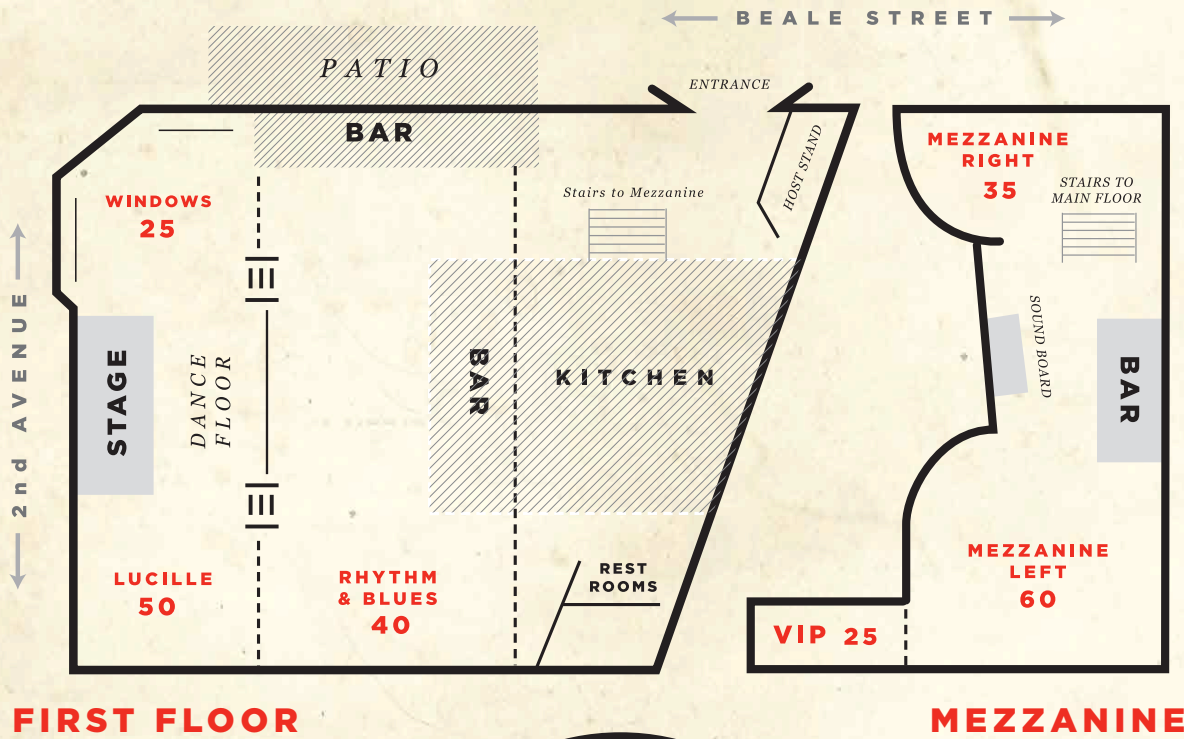 BEALE STREET
PATIO
ENTRANCE
BAR
HOST STAND
WINDOWS
25
Stairs to Mezzanine
2nd AVENUE
STAGE
DANCE
FLOOR
BAR
KITCHEN
LUCILLE
50
RHYTHM
& BLUES
40
REST
ROOMS
FIRST FLOOR
MEZZANINE
RIGHT
35
STAIRS TO
MAIN FLOOR
SOUND BOARD
BAR
MEZZANINE
LEFT
60
VIP 25
MEZZANINE